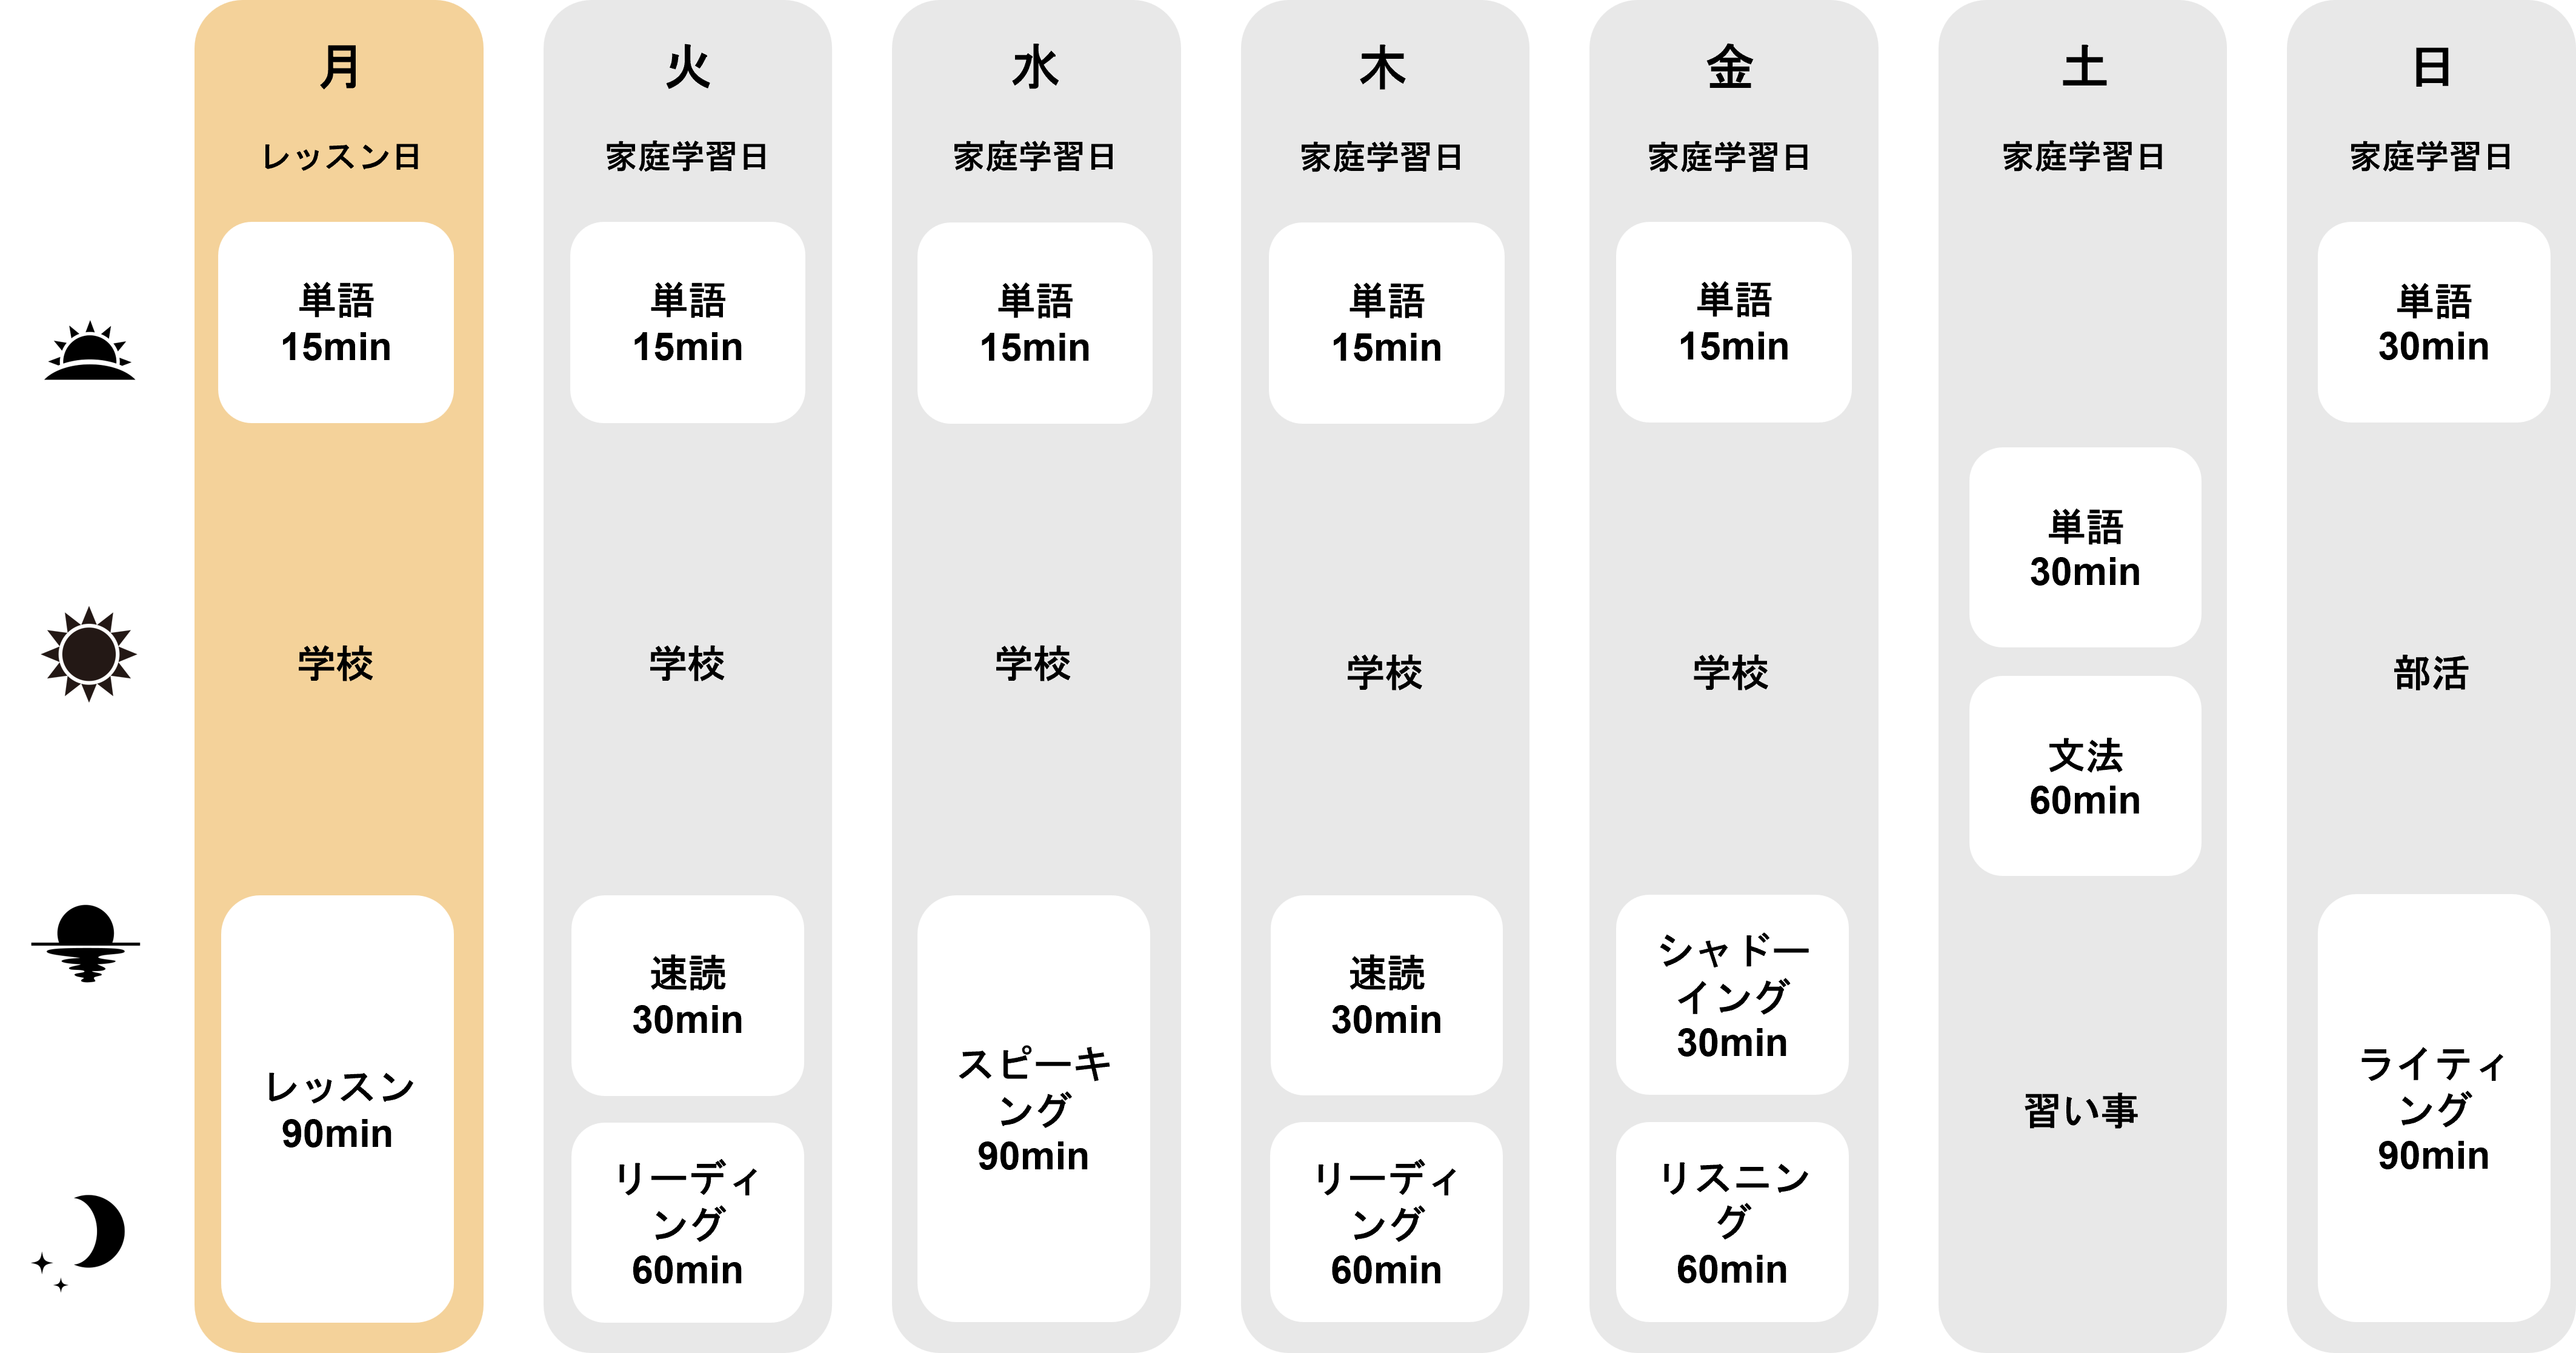 月
レッスン日
単語
15min
学校
レッスン
90min
火
家庭学習日
単語
15min
学校
速読
30min
リーディ
ング
60min
水
家庭学習日
単語
15min
学校
スピーキ
ング
90min
木
家庭学習日
単語
15min
学校
速読
30min
リーディ
ング
60min
金
家庭学習日
単語
15min
学校
シャドー
イング
30min
リスニン
グ
60min
土
家庭学習日
単語
30min
文法
60min
習い事
日
家庭学習日
単語
30min
部活
ライティ
ング
90min